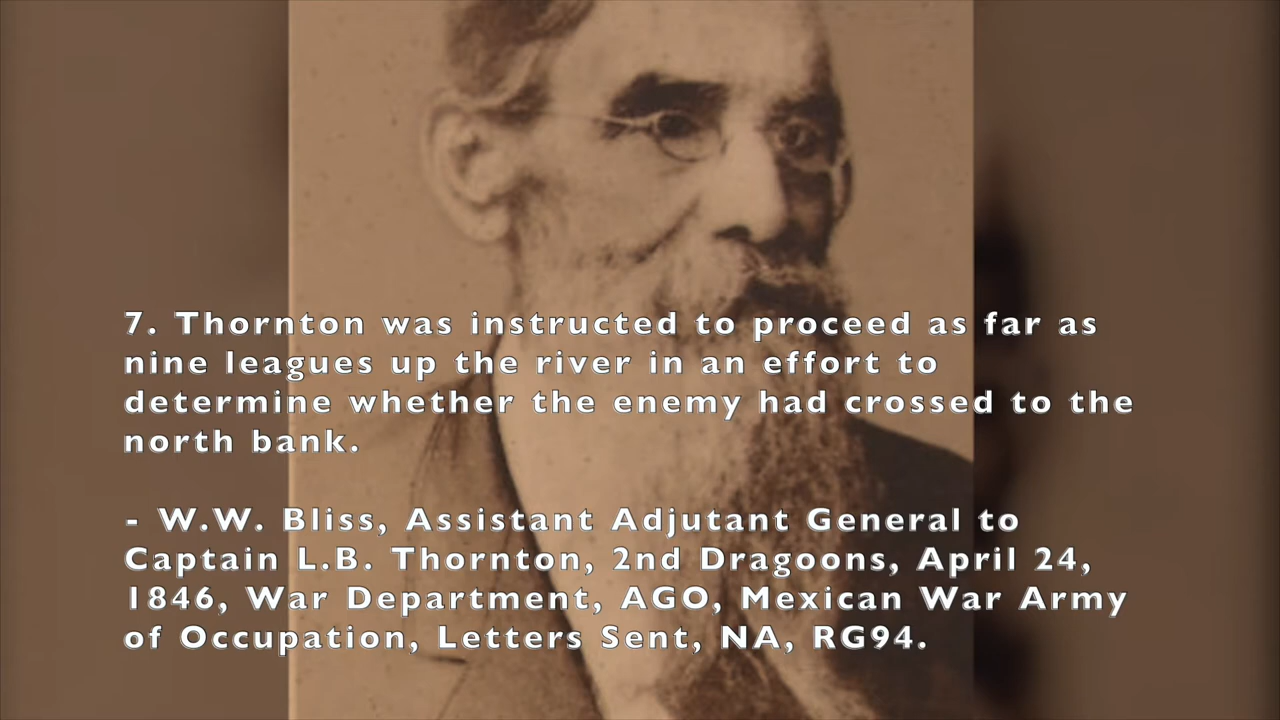 7. Thornton was instructed to proceed as far as
nine leagues up the river in an effort to
determine whether the enemy had crossed to the
north bank.
- W.W. Bliss, Assistant Adjutant General to
Captain L.B. Thornton, 2nd Dragoons, April 24,
1846, War Department, AGO, Mexican War Army
of Occupation, Letters Sent, NA, RG94.